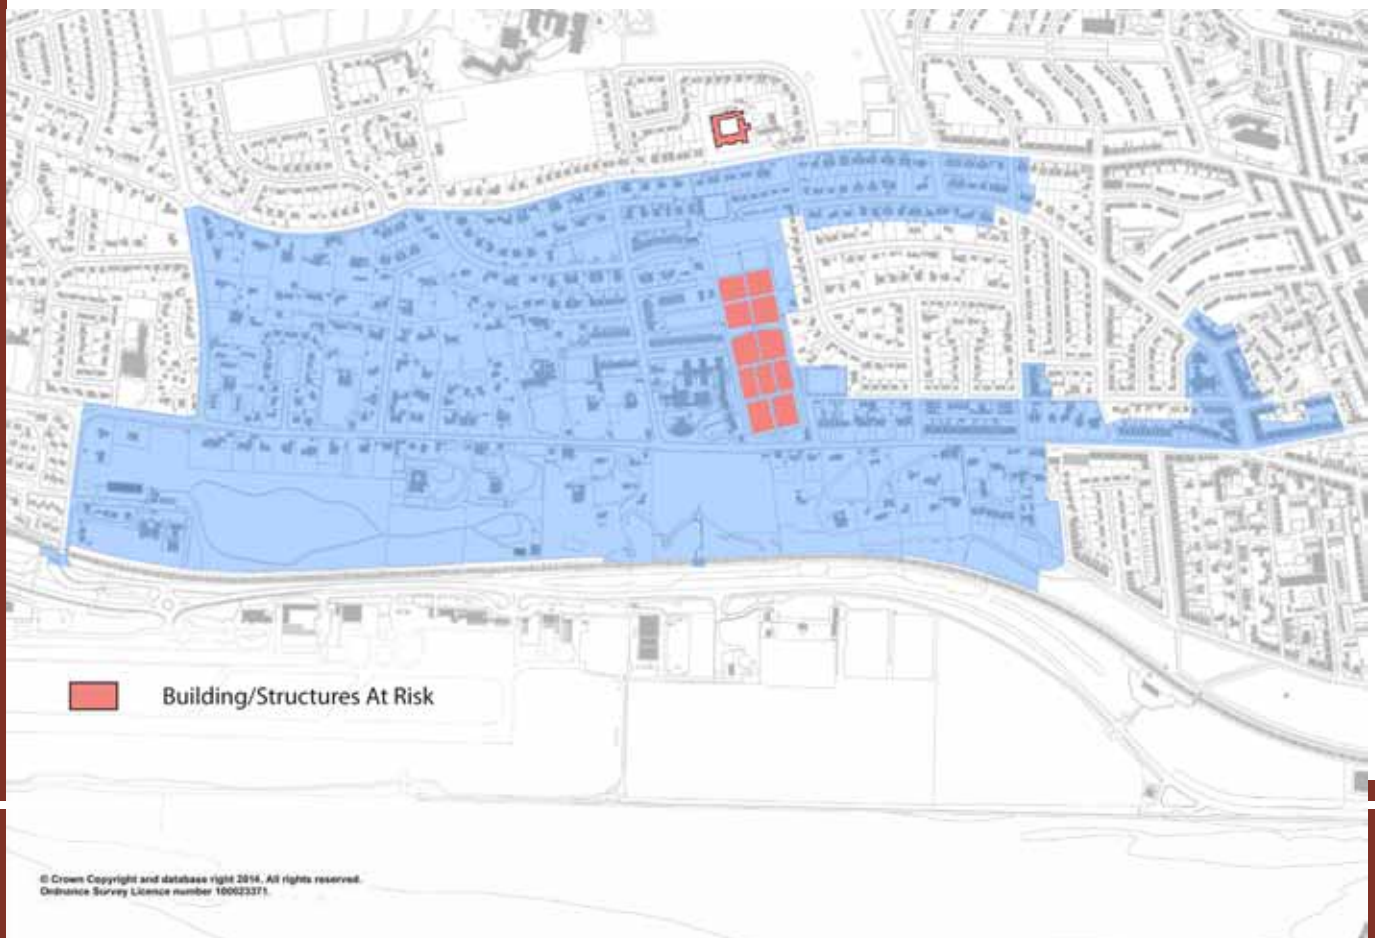 Building/Structures At Risk
© Crown Copyright and database right 2014. All rights reserved.
Ordnance Survey Licence number 100023371.